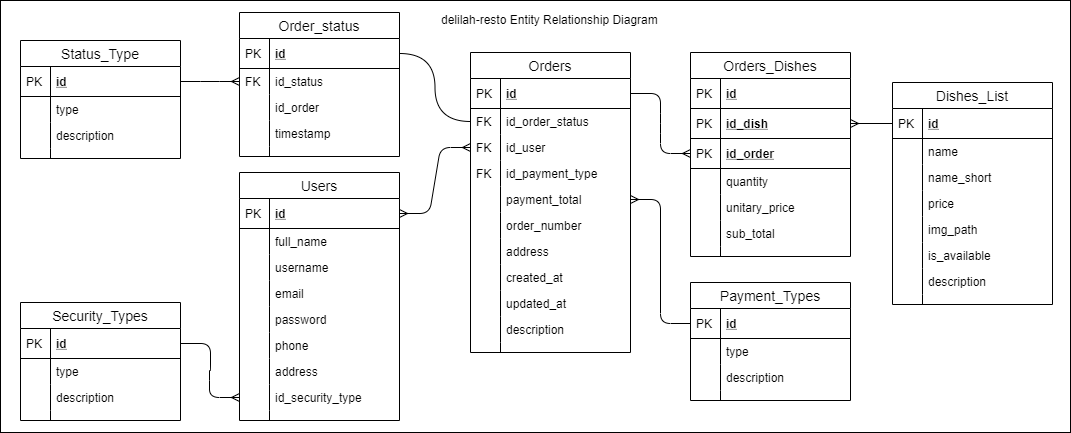 delilah-resto Entity Relationship Diagram
Status_Type
PK id
type
description
Order_status
PK id
FK id_status
id_order
timestamp
Users
PK id
full_name
username
email
password
phone
address
id_security_type
Security_Types
PK id
type
description
Orders
PK id
FK id_order_status
FK id_user
FK id_payment_type
payment_total
order_number
address
created_at
updated_at
description
Orders_Dishes
PK id
PK id_dish
PK id_order
quantity
unitary_price
sub_total
Payment_Types
PK id
type
description
Dishes_List
PK id
name
name_short
price
img_path
is_available
description